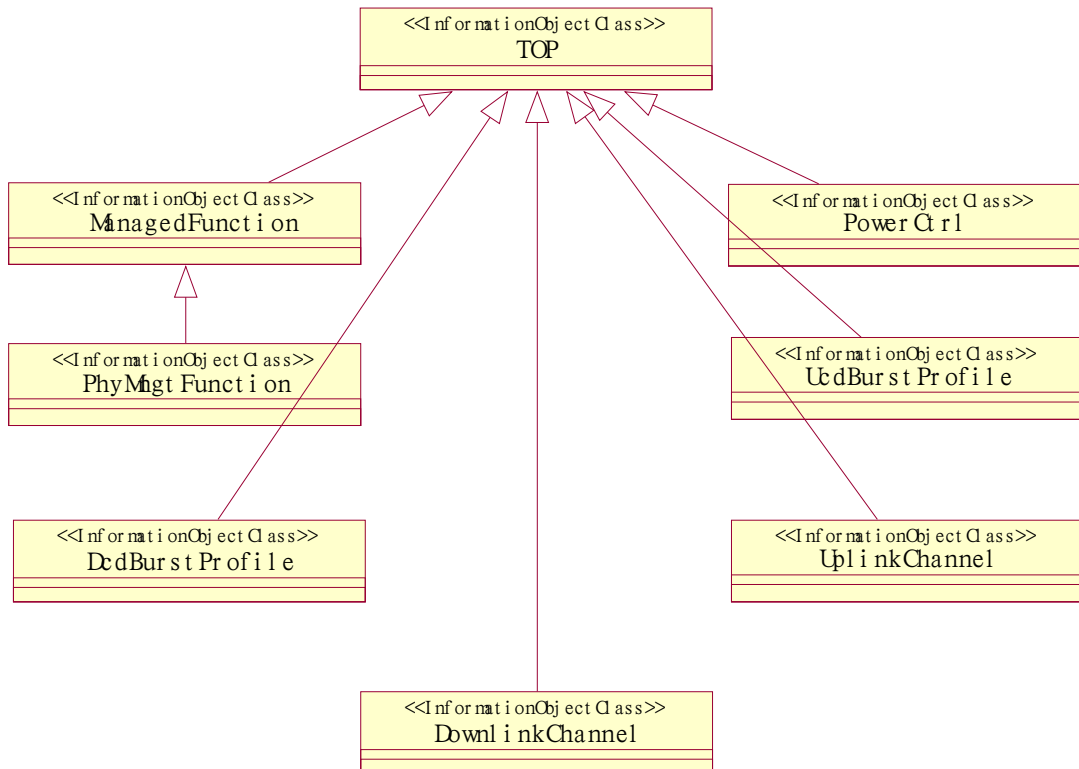 <<InformationObjectClass>>
TOP
<<InformationObjectClass>>
ManagedFunction
<<InformationObjectClass>>
PowerCtrl
<<InformationObjectClass>>
PhyMngtFunction
<<InformationObjectClass>>
UcdBurstProfile
<<InformationObjectClass>>
DcdBurstProfile
<<InformationObjectClass>>
UplinkChannel
<<InformationObjectClass>>
DownlinkChannel